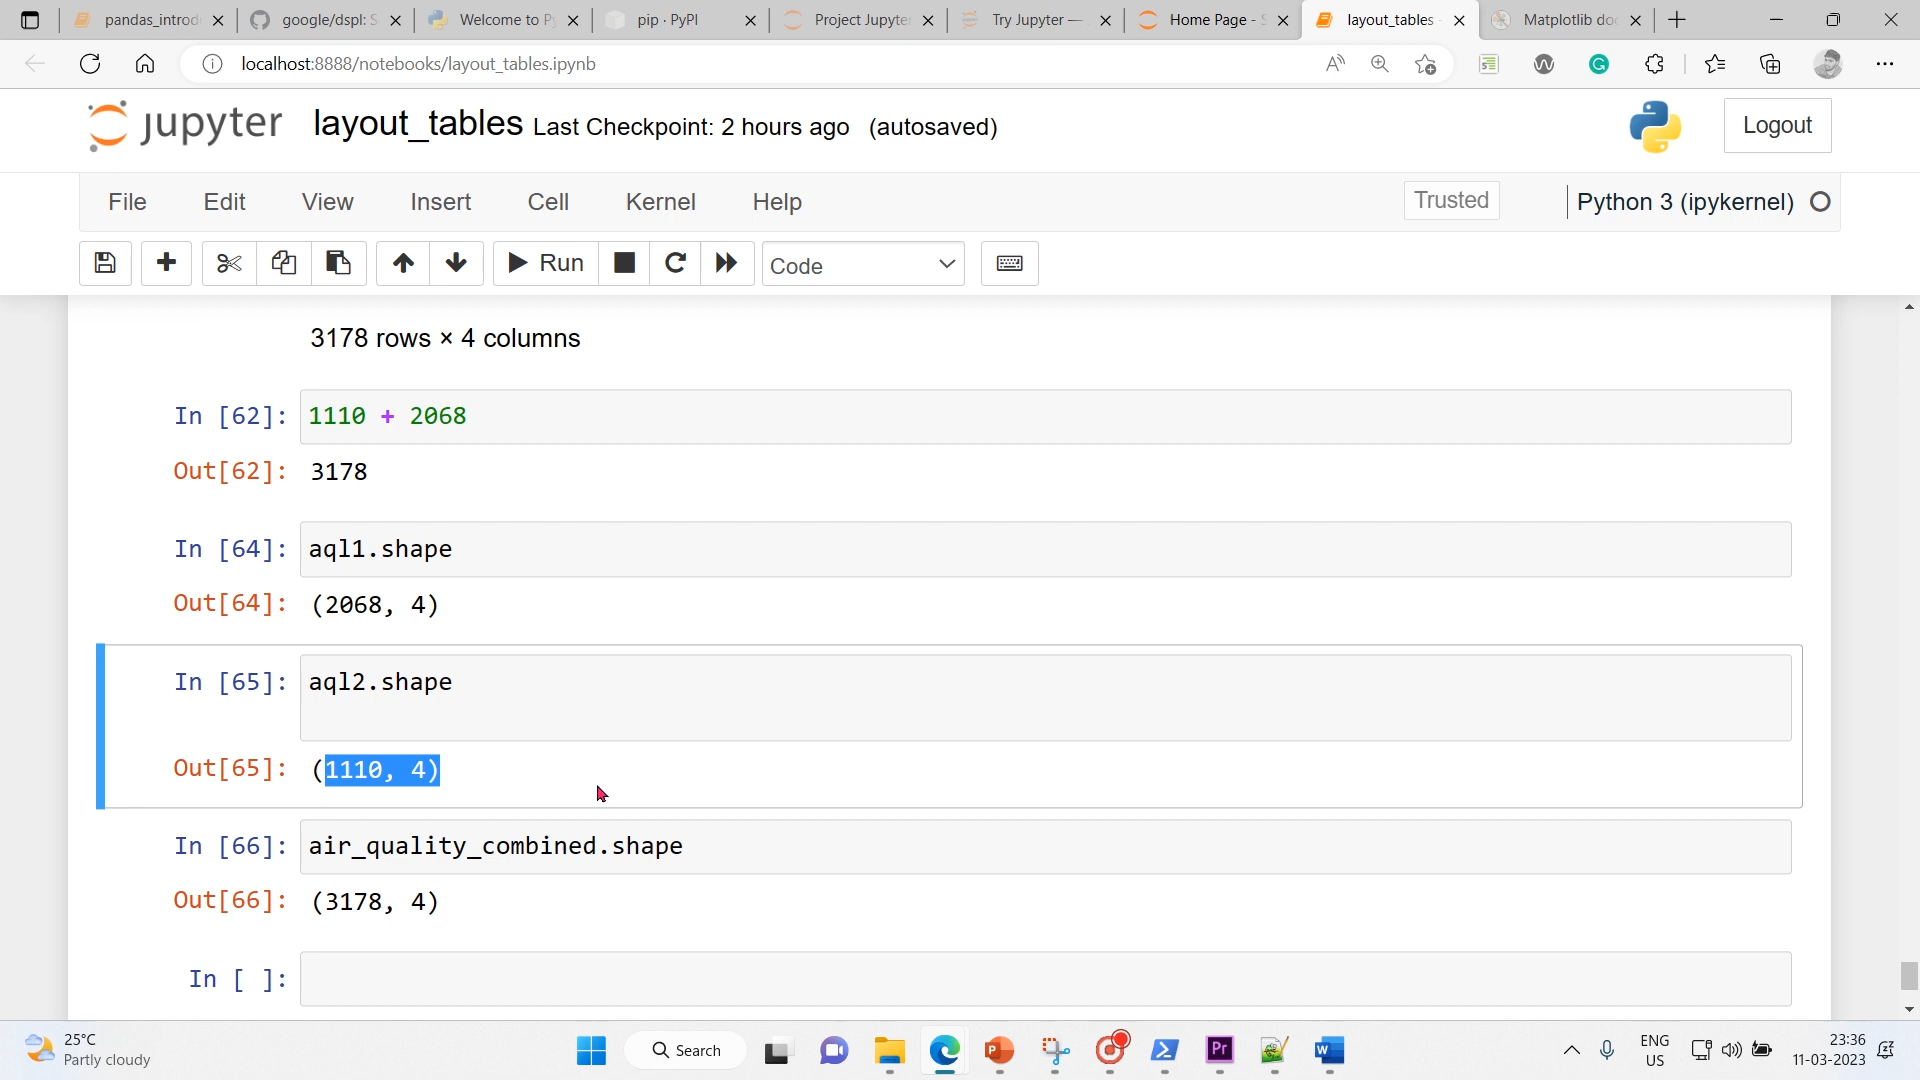 pandas_introd
google/dspl: S
Welcome to Py
pip · PyPI
Project Jupyter
Try Jupyter —
Home Page - S
layout_tables -
Matplotlib doc
localhost:8888/notebooks/layout_tables.ipynb
jupyter layout_tables Last Checkpoint: 2 hours ago (autosaved)
Logout
File Edit View Insert Cell Kernel Help
Trusted
Python 3 (ipykernel)
Run
Code
3178 rows × 4 columns
In [62]: 1110 + 2068
Out[62]: 3178
In [64]: aql1.shape
Out[64]: (2068, 4)
In [65]: aql2.shape
Out[65]: (1110, 4)
In [66]: air_quality_combined.shape
Out[66]: (3178, 4)
In [ ]:
25°C
Partly cloudy
Search
Pr
ENG
US
23:36
11-03-2023